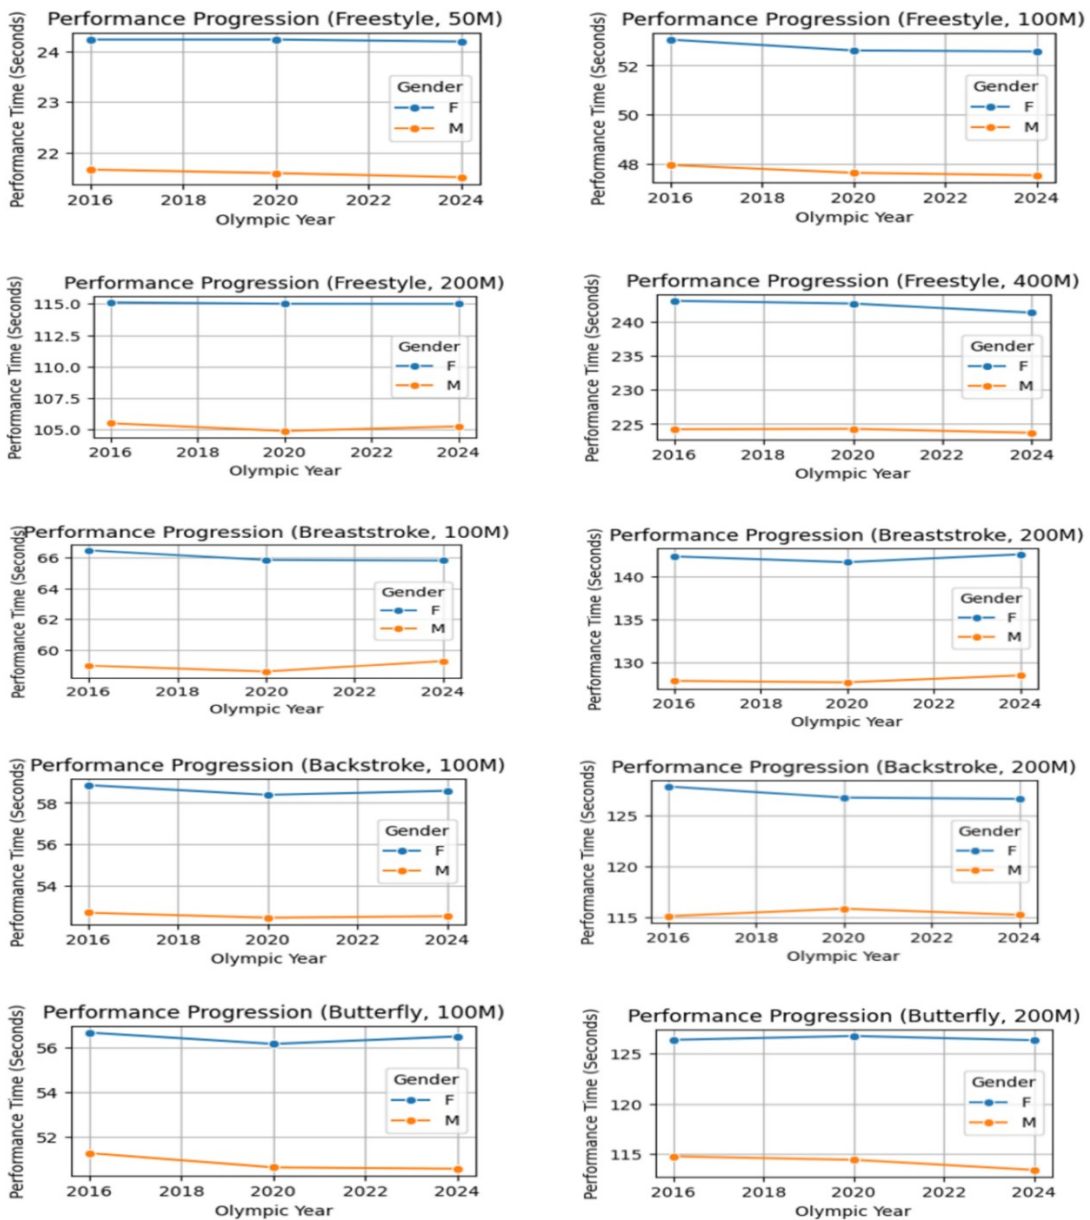 Performance Progression (Freestyle, 50M)
Performance Time (Seconds)
24
23
22
Gender
F
M
2016 2018 2020 2022 2024
Olympic Year
Performance Progression (Freestyle, 100M)
Performance Time (Seconds)
52
50
48
Gender
F
M
2016 2018 2020 2022 2024
Olympic Year
Performance Progression (Freestyle, 200M)
Performance Time (Seconds)
115.0
112.5
110.0
107.5
105.0
Gender
F
M
2016 2018 2020 2022 2024
Olympic Year
Performance Progression (Freestyle, 400M)
Performance Time (Seconds)
240
235
230
225
Gender
F
M
2016 2018 2020 2022 2024
Olympic Year
Performance Progression (Breaststroke, 100M)
Performance Time (Seconds)
66
64
62
60
Gender
F
M
2016 2018 2020 2022 2024
Olympic Year
Performance Progression (Breaststroke, 200M)
Performance Time (Seconds)
140
135
130
Gender
F
M
2016 2018 2020 2022 2024
Olympic Year
Performance Progression (Backstroke, 100M)
Performance Time (Seconds)
58
56
54
Gender
F
M
2016 2018 2020 2022 2024
Olympic Year
Performance Progression (Backstroke, 200M)
Performance Time (Seconds)
125
120
115
Gender
F
M
2016 2018 2020 2022 2024
Olympic Year
Performance Progression (Butterfly, 100M)
Performance Time (Seconds)
56
54
52
Gender
F
M
2016 2018 2020 2022 2024
Olympic Year
Performance Progression (Butterfly, 200M)
Performance Time (Seconds)
125
120
115
Gender
F
M
2016 2018 2020 2022 2024
Olympic Year